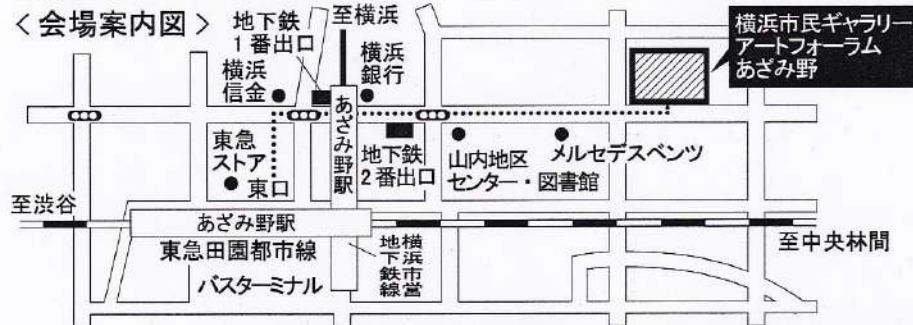 ＜会場案内図＞
地下鉄
1番出口
至横浜
横浜
銀行
横浜
信金
横浜市民ギャラリー
アートフォーラム
あざみ野
あざみ野駅
東急
ストア
東口
地下鉄
2番出口
山内地区
センター・図書館
メルセデスベンツ
至渋谷
あざみ野駅
東急田園都市線
横浜市営
地下鉄線
至中央林間
バスターミナル